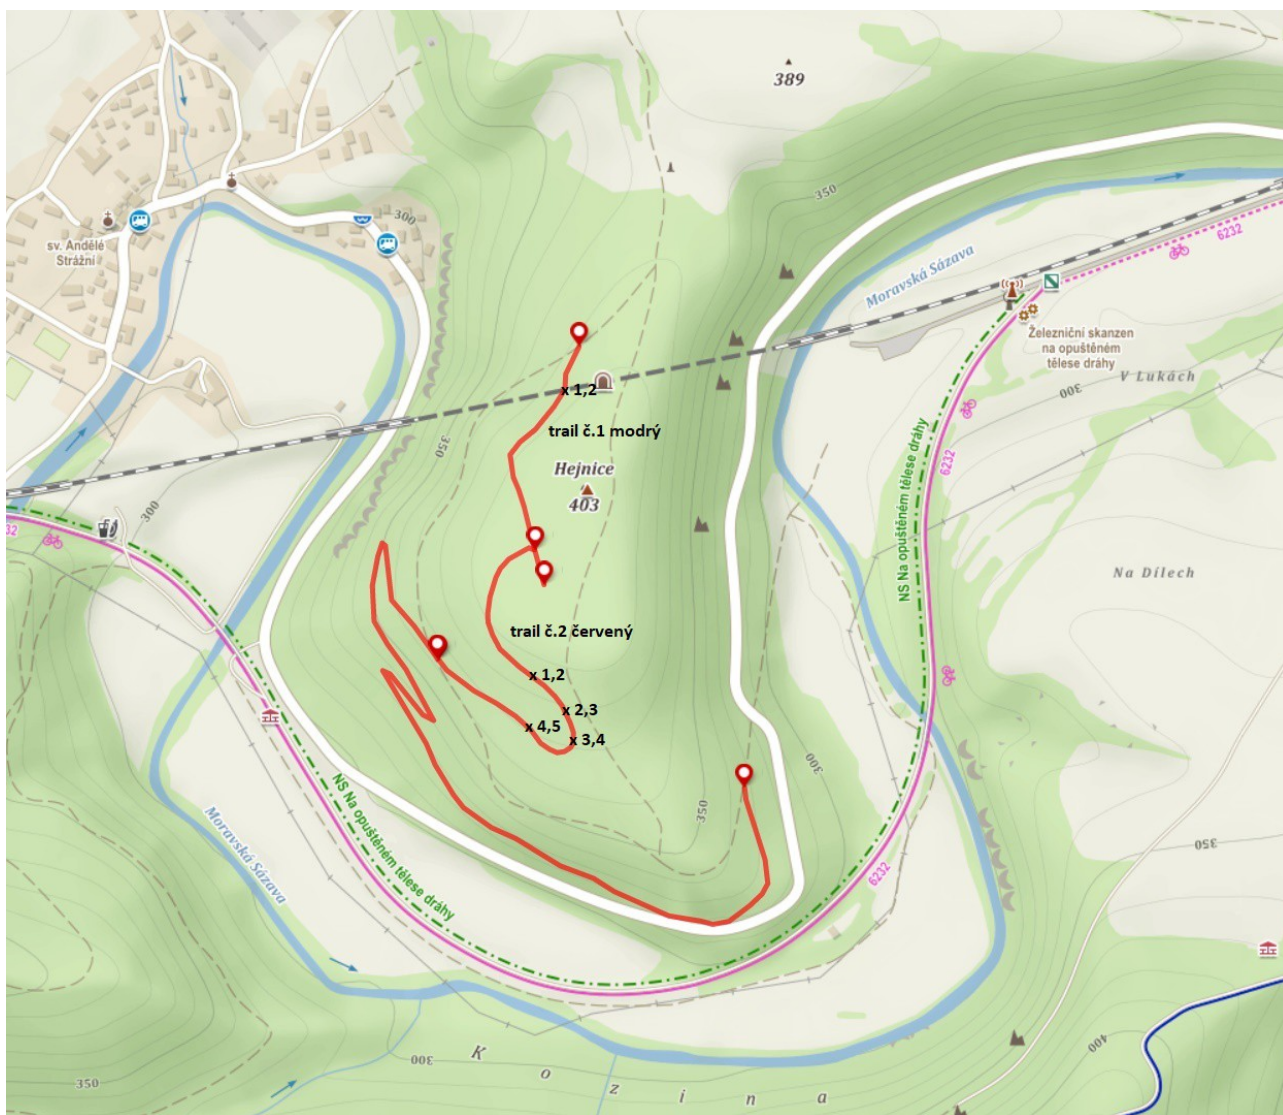 389
350
300
sv. Andělé
Strážní
6232
Moravská Sázava
Železniční skanzen
na opuštěném
tělese dráhy
V Lukách
300
x 1,2
trail č.1 modrý
350
Hejnice
403
NS Na opuštěném tělese dráhy
6232
300
32
Na Dílech
trail č.2 červený
x 1,2
x 2,3
x 4,5
x 3,4
300
350
350
NS Na opuštěném tělese dráhy
Moravská Sázava
6232
300
400
350
Kozina